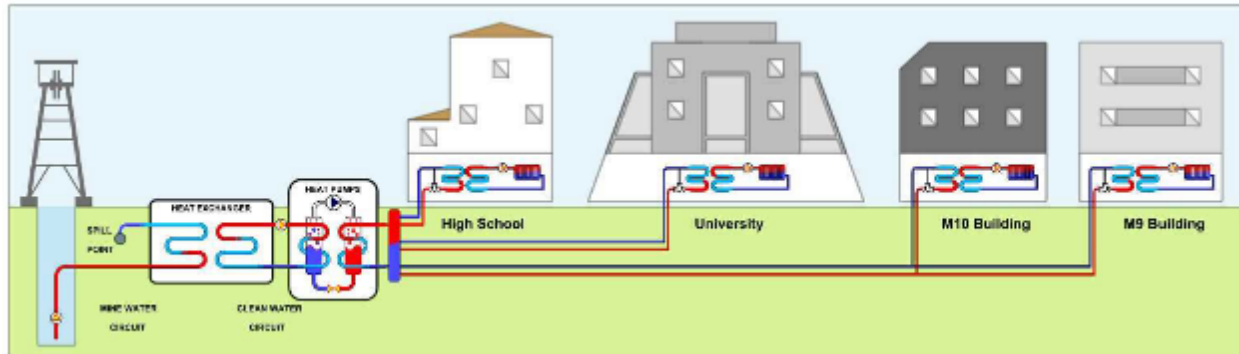 HEAT EXCHANGER
SPILL
POINT
MINE WATER
CIRCUIT
CLEAN WATER
CIRCUIT
HEAT PUMPS
High School
University
M10 Building
M9 Building